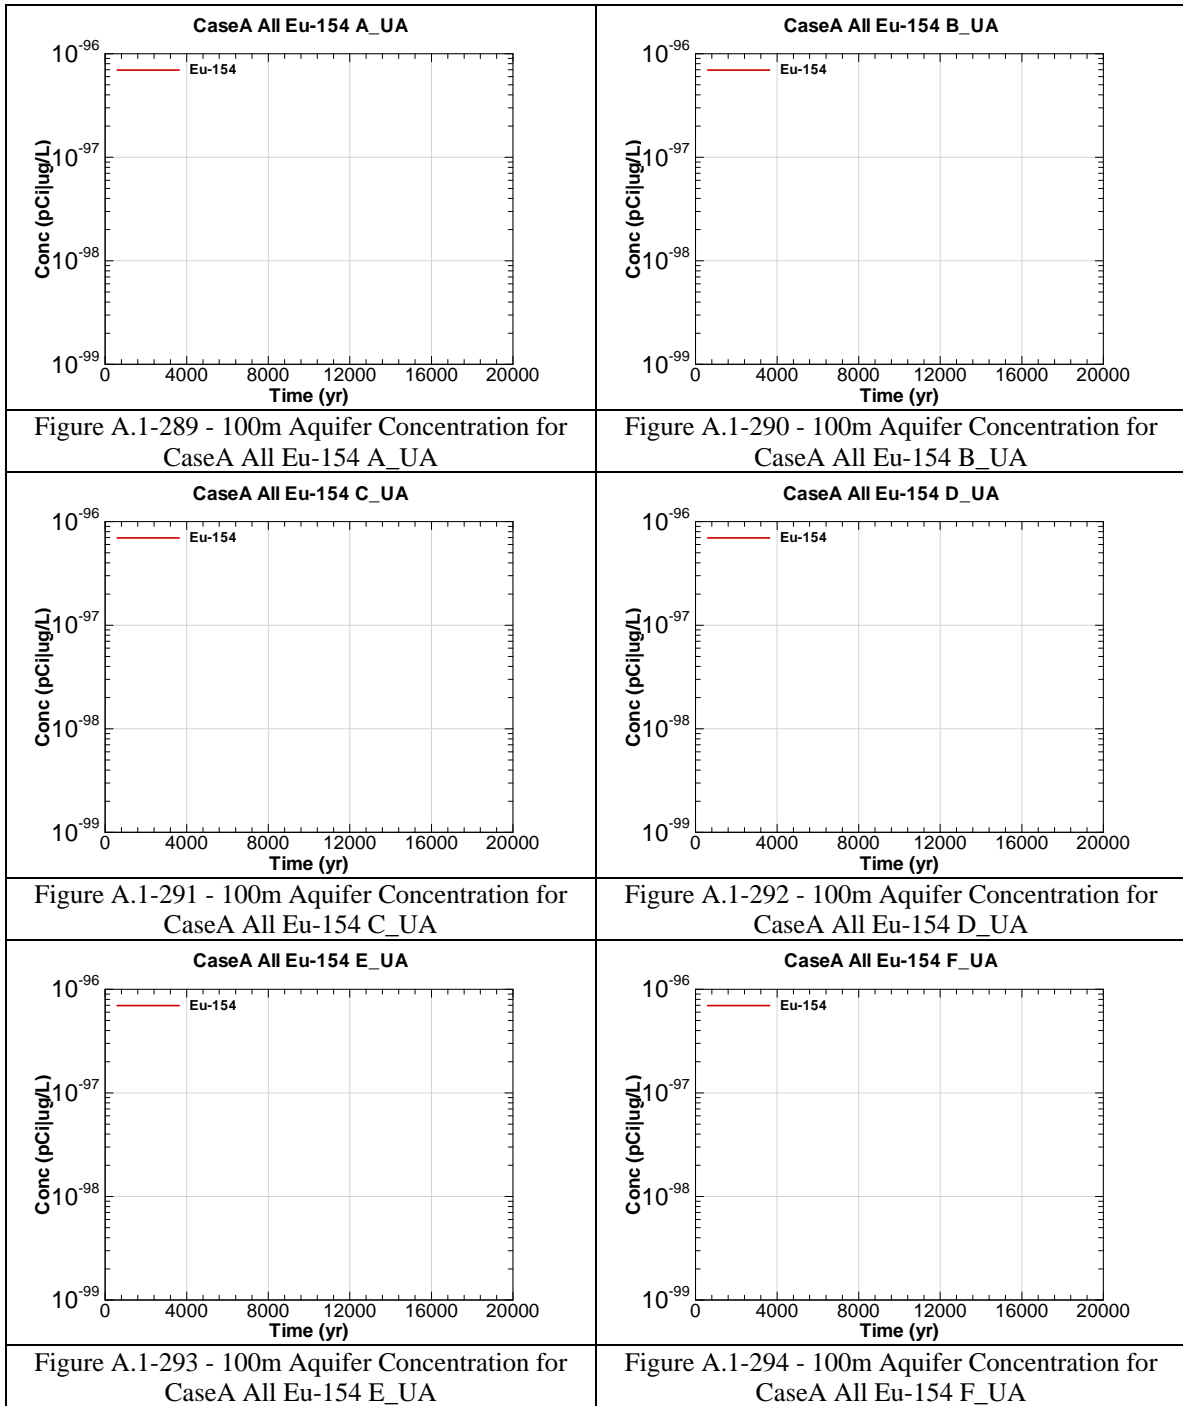 CaseA All Eu-154 A_UA
10^-96
Eu-154
10^-97
Conc (pCi|ug/L)
10^-98
10^-99
0 4000 8000 12000 16000 20000
Time (yr)
Figure A.1-289 - 100m Aquifer Concentration for
CaseA All Eu-154 A_UA
CaseA All Eu-154 B_UA
10^-96
Eu-154
10^-97
Conc (pCi|ug/L)
10^-98
10^-99
0 4000 8000 12000 16000 20000
Time (yr)
Figure A.1-290 - 100m Aquifer Concentration for
CaseA All Eu-154 B_UA
CaseA All Eu-154 C_UA
10^-96
Eu-154
10^-97
Conc (pCi|ug/L)
10^-98
10^-99
0 4000 8000 12000 16000 20000
Time (yr)
Figure A.1-291 - 100m Aquifer Concentration for
CaseA All Eu-154 C_UA
CaseA All Eu-154 D_UA
10^-96
Eu-154
10^-97
Conc (pCi|ug/L)
10^-98
10^-99
0 4000 8000 12000 16000 20000
Time (yr)
Figure A.1-292 - 100m Aquifer Concentration for
CaseA All Eu-154 D_UA
CaseA All Eu-154 E_UA
10^-96
Eu-154
10^-97
Conc (pCi|ug/L)
10^-98
10^-99
0 4000 8000 12000 16000 20000
Time (yr)
Figure A.1-293 - 100m Aquifer Concentration for
CaseA All Eu-154 E_UA
CaseA All Eu-154 F_UA
10^-96
Eu-154
10^-97
Conc (pCi|ug/L)
10^-98
10^-99
0 4000 8000 12000 16000 20000
Time (yr)
Figure A.1-294 - 100m Aquifer Concentration for
CaseA All Eu-154 F_UA